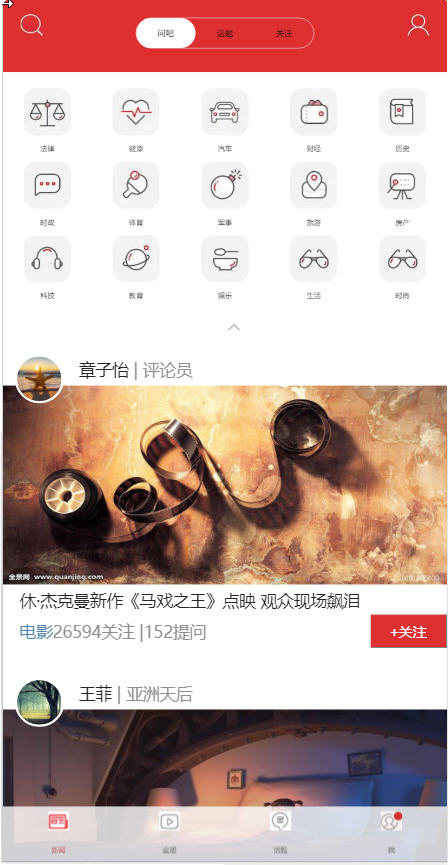 问吧 话题 关注
法律 健康 汽车 财经 历史
时政 体育 军事 旅游 房产
科技 教育 娱乐 生活 时尚
章子怡 | 评论员
全景网 www.quanjing.com
休·杰克曼新作《马戏之王》点映 观众现场飙泪
电影26594关注 |152提问
+关注
王菲 | 亚洲天后
新闻 直播 话题 我